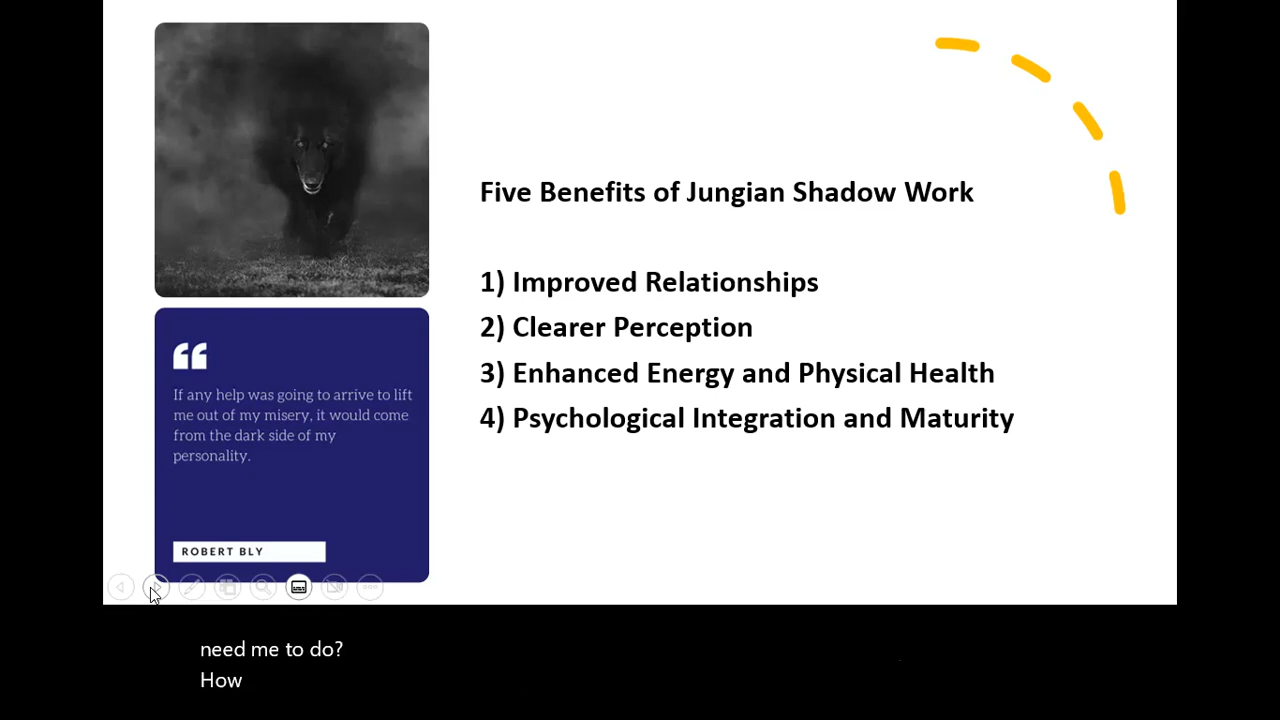 Five Benefits of Jungian Shadow Work
1) Improved Relationships
2) Clearer Perception
3) Enhanced Energy and Physical Health
4) Psychological Integration and Maturity
If any help was going to arrive to lift
me out of my misery, it would come
from the dark side of my
personality.
ROBERT BLY
need me to do?
How